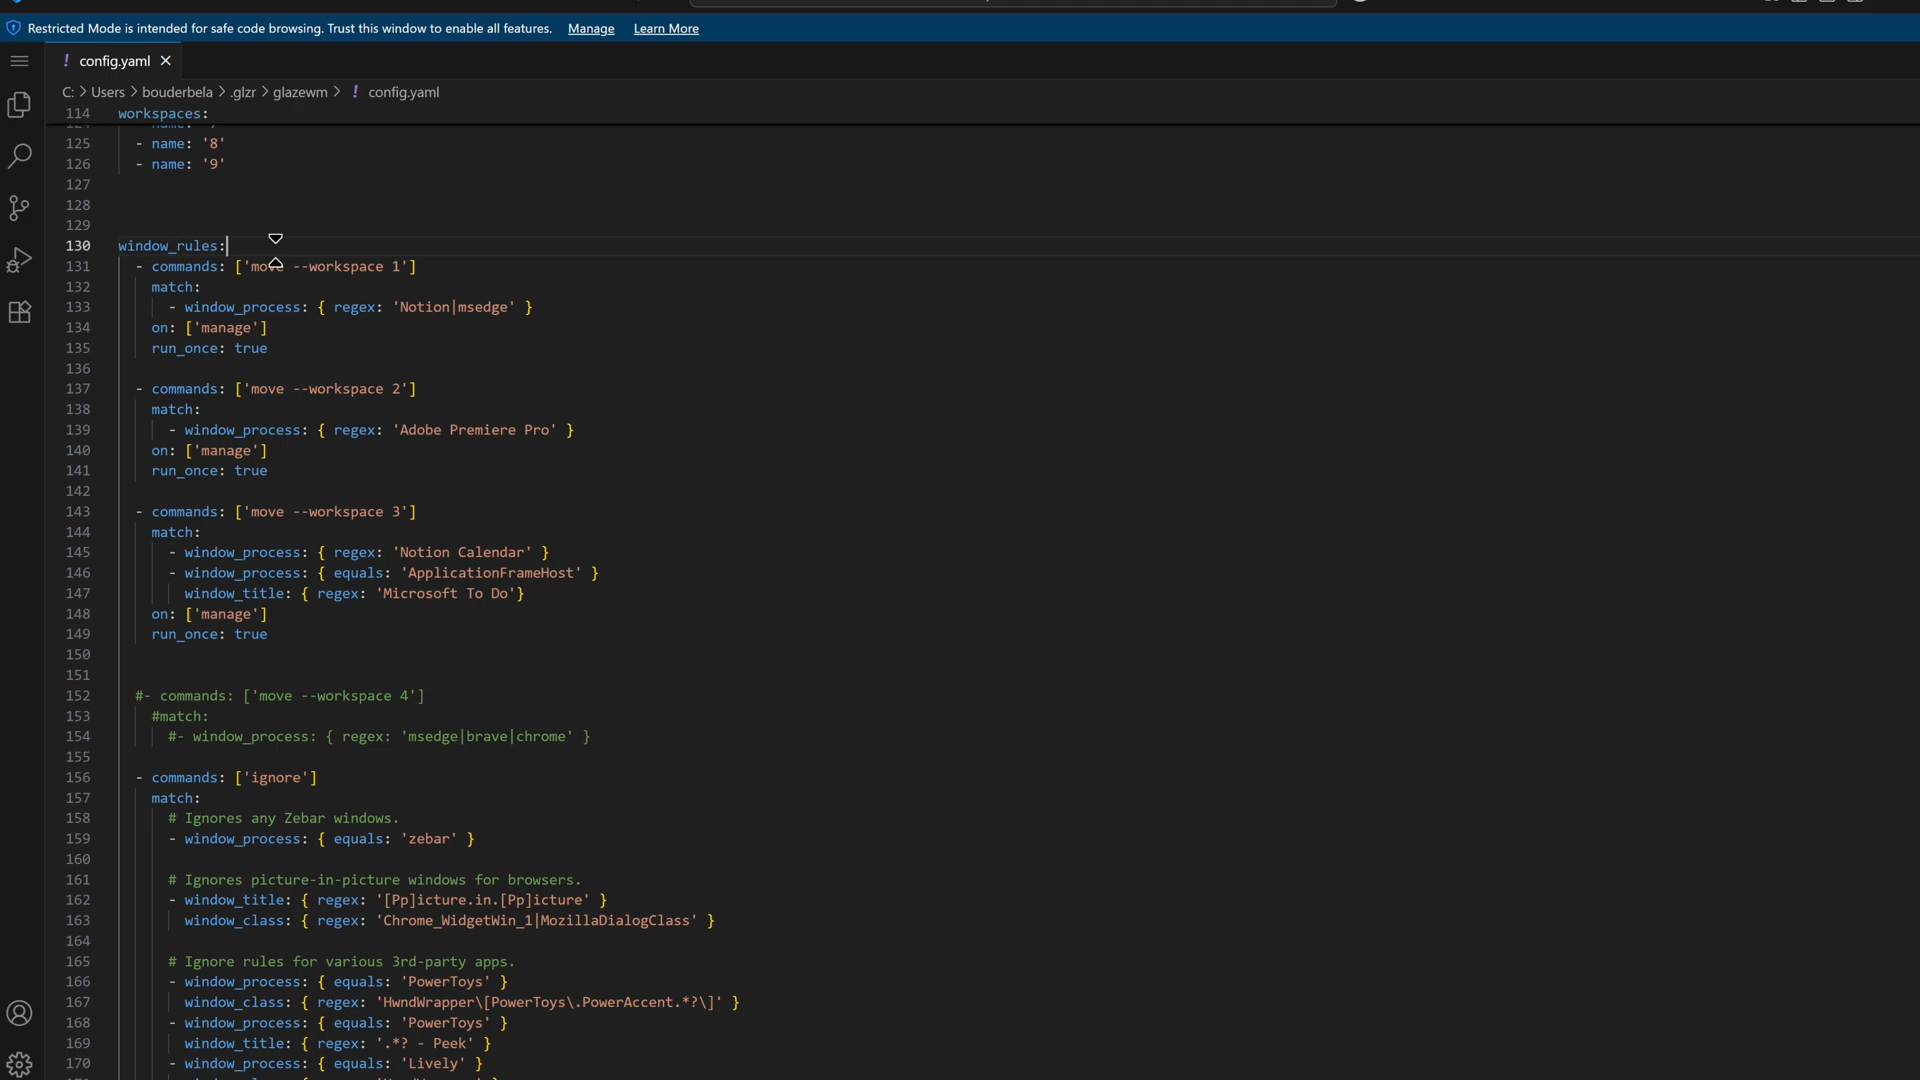 Restricted Mode is intended for safe code browsing. Trust this window to enable all features. Manage Learn More
! config.yaml ×
C: > Users > bouderbela > .glzr > glazewm > ! config.yaml
114 workspaces:
125 - name: '8'
126 - name: '9'
127
128
129
130 window_rules:
131 - commands: ['move --workspace 1']
132 match:
133 - window_process: { regex: 'Notion|msedge' }
134 on: ['manage']
135 run_once: true
136
137 - commands: ['move --workspace 2']
138 match:
139 - window_process: { regex: 'Adobe Premiere Pro' }
140 on: ['manage']
141 run_once: true
142
143 - commands: ['move --workspace 3']
144 match:
145 - window_process: { regex: 'Notion Calendar' }
146 - window_process: { equals: 'ApplicationFrameHost' }
147 window_title: { regex: 'Microsoft To Do'}
148 on: ['manage']
149 run_once: true
150
151
152 #- commands: ['move --workspace 4']
153 #match:
154 #- window_process: { regex: 'msedge|brave|chrome' }
155
156 - commands: ['ignore']
157 match:
158 # Ignores any Zebar windows.
159 - window_process: { equals: 'zebar' }
160
161 # Ignores picture-in-picture windows for browsers.
162 - window_title: { regex: '[Pp]icture.in.[Pp]icture' }
163 window_class: { regex: 'Chrome_WidgetWin_1|MozillaDialogClass' }
164
165 # Ignore rules for various 3rd-party apps.
166 - window_process: { equals: 'PowerToys' }
167 window_class: { regex: 'HwndWrapper\[PowerToys\.PowerAccent.*?\]' }
168 - window_process: { equals: 'PowerToys' }
169 window_title: { regex: '.*? - Peek' }
170 - window_process: { equals: 'Lively' }